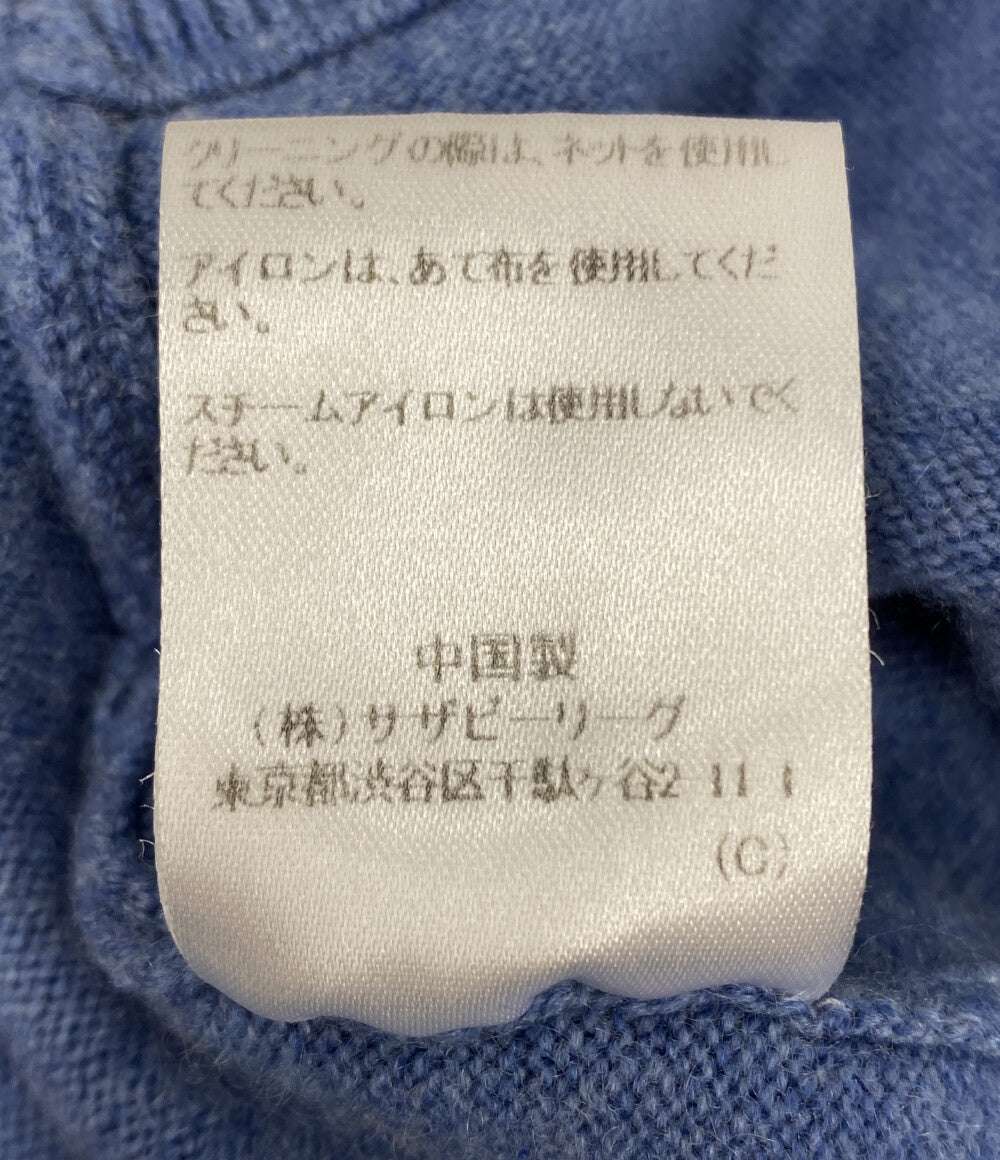 クリーニングの際は、ネットを使用し
てください。
アイロンは、あて布を使用してくだ
さい。
スチームアイロンは使用しないでく
ださい。
中国製
(株)サザビーリーグ
東京都渋谷区千駄ヶ谷2-11-1
(C)